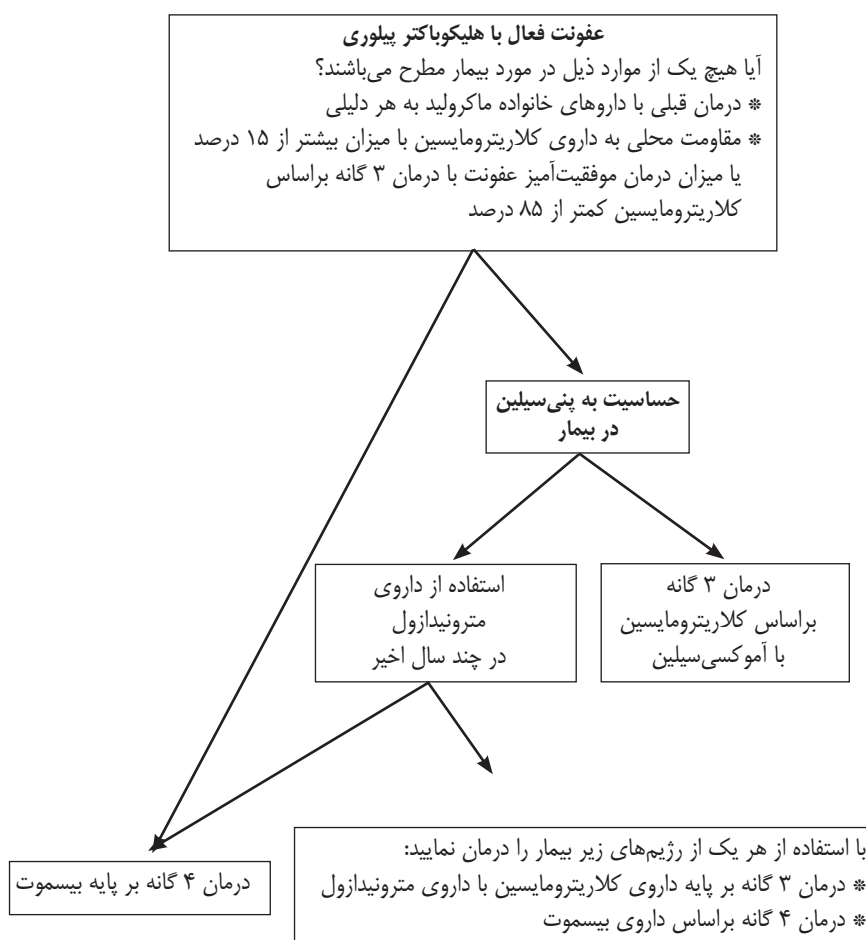 عفونت فعال با هلیکوباکتر پیلوری
آیا هیچ یک از موارد ذیل در مورد بیمار مطرح می‌باشند؟
* درمان قبلی با داروهای خانواده ماکرولید به هر دلیلی
* مقاومت محلی به داروی کلاریترومایسین با میزان بیشتر از ۱۵ درصد
یا میزان درمان موفقیت‌آمیز عفونت با درمان ۳ گانه براساس
کلاریترومایسین کمتر از ۸۵ درصد
حساسیت به پنی‌سیلین
در بیمار
درمان ۳ گانه
براساس کلاریترومایسین
با آموکسی‌سیلین
استفاده از داروی
مترونیدازول
در چند سال اخیر
با استفاده از هر یک از رژیم‌های زیر بیمار را درمان نمایید:
* درمان ۳ گانه بر پایه داروی کلاریترومایسین با داروی مترونیدازول
* درمان ۴ گانه براساس داروی بیسموت
درمان ۴ گانه بر پایه بیسموت